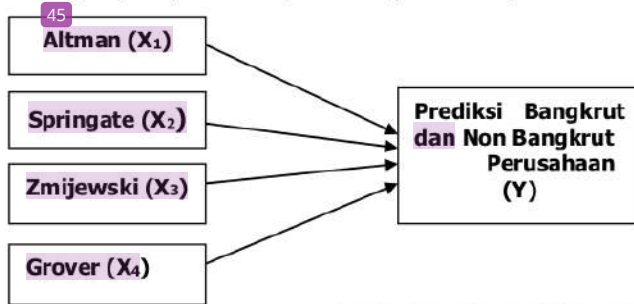 45
Altman (X₁)
Springate (X₂)
Zmijewski (X₃)
Grover (X₄)
Prediksi Bangkrut
dan Non Bangkrut
Perusahaan
(Y)